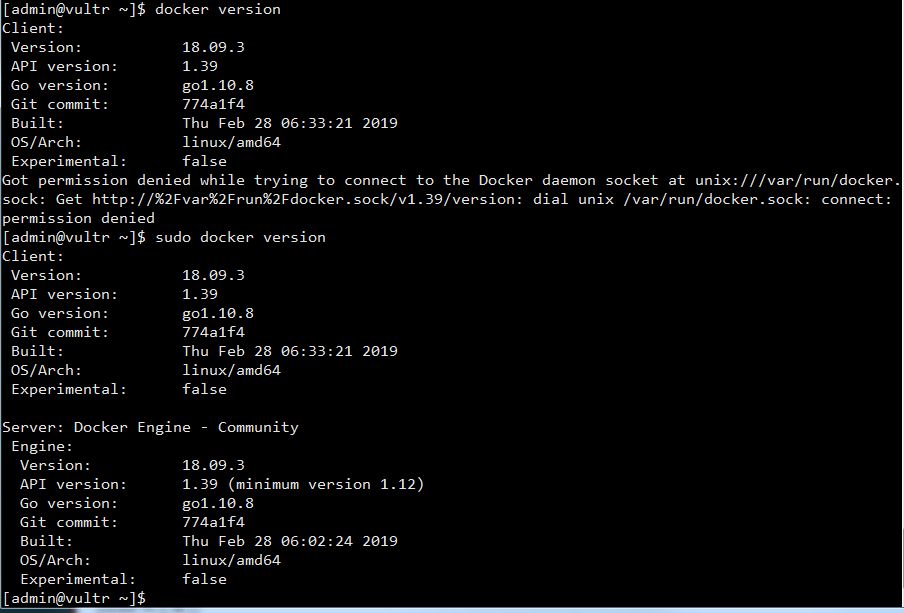 [admin@vultr ~]$ docker version
Client:
 Version:           18.09.3
 API version:       1.39
 Go version:        go1.10.8
 Git commit:        774a1f4
 Built:             Thu Feb 28 06:33:21 2019
 OS/Arch:           linux/amd64
 Experimental:      false
Got permission denied while trying to connect to the Docker daemon socket at unix:///var/run/docker.
sock: Get http://%2Fvar%2Frun%2Fdocker.sock/v1.39/version: dial unix /var/run/docker.sock: connect:
permission denied
[admin@vultr ~]$ sudo docker version
Client:
 Version:           18.09.3
 API version:       1.39
 Go version:        go1.10.8
 Git commit:        774a1f4
 Built:             Thu Feb 28 06:33:21 2019
 OS/Arch:           linux/amd64
 Experimental:      false

Server: Docker Engine - Community
 Engine:
  Version:          18.09.3
  API version:      1.39 (minimum version 1.12)
  Go version:       go1.10.8
  Git commit:       774a1f4
  Built:            Thu Feb 28 06:02:24 2019
  OS/Arch:          linux/amd64
  Experimental:     false
[admin@vultr ~]$